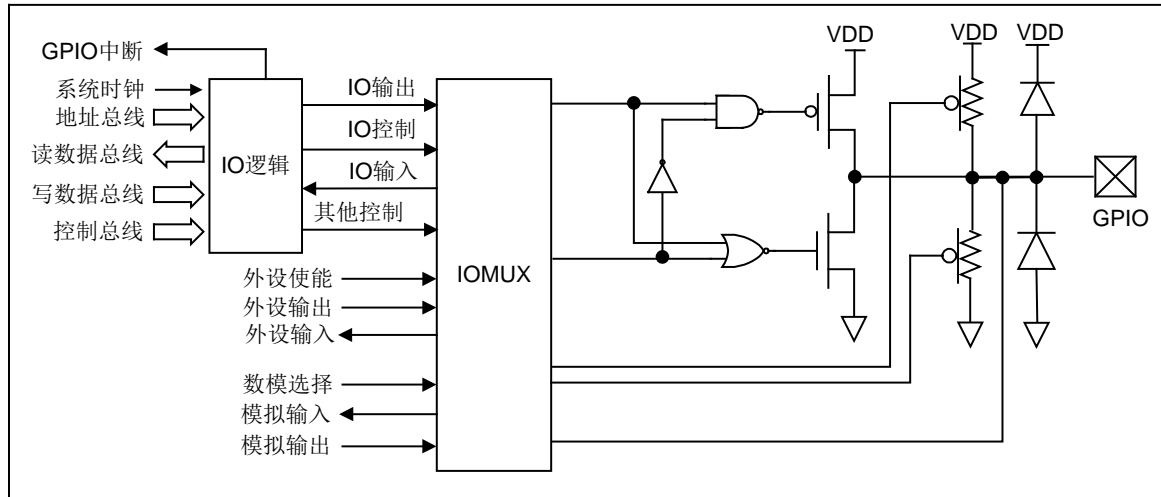 GPIO中断
系统时钟
地址总线
读数据总线
写数据总线
控制总线
IO逻辑
IO输出
IO控制
IO输入
其他控制
外设使能
外设输出
外设输入
数模选择
模拟输入
模拟输出
IOMUX
VDD
VDD
VDD
GPIO